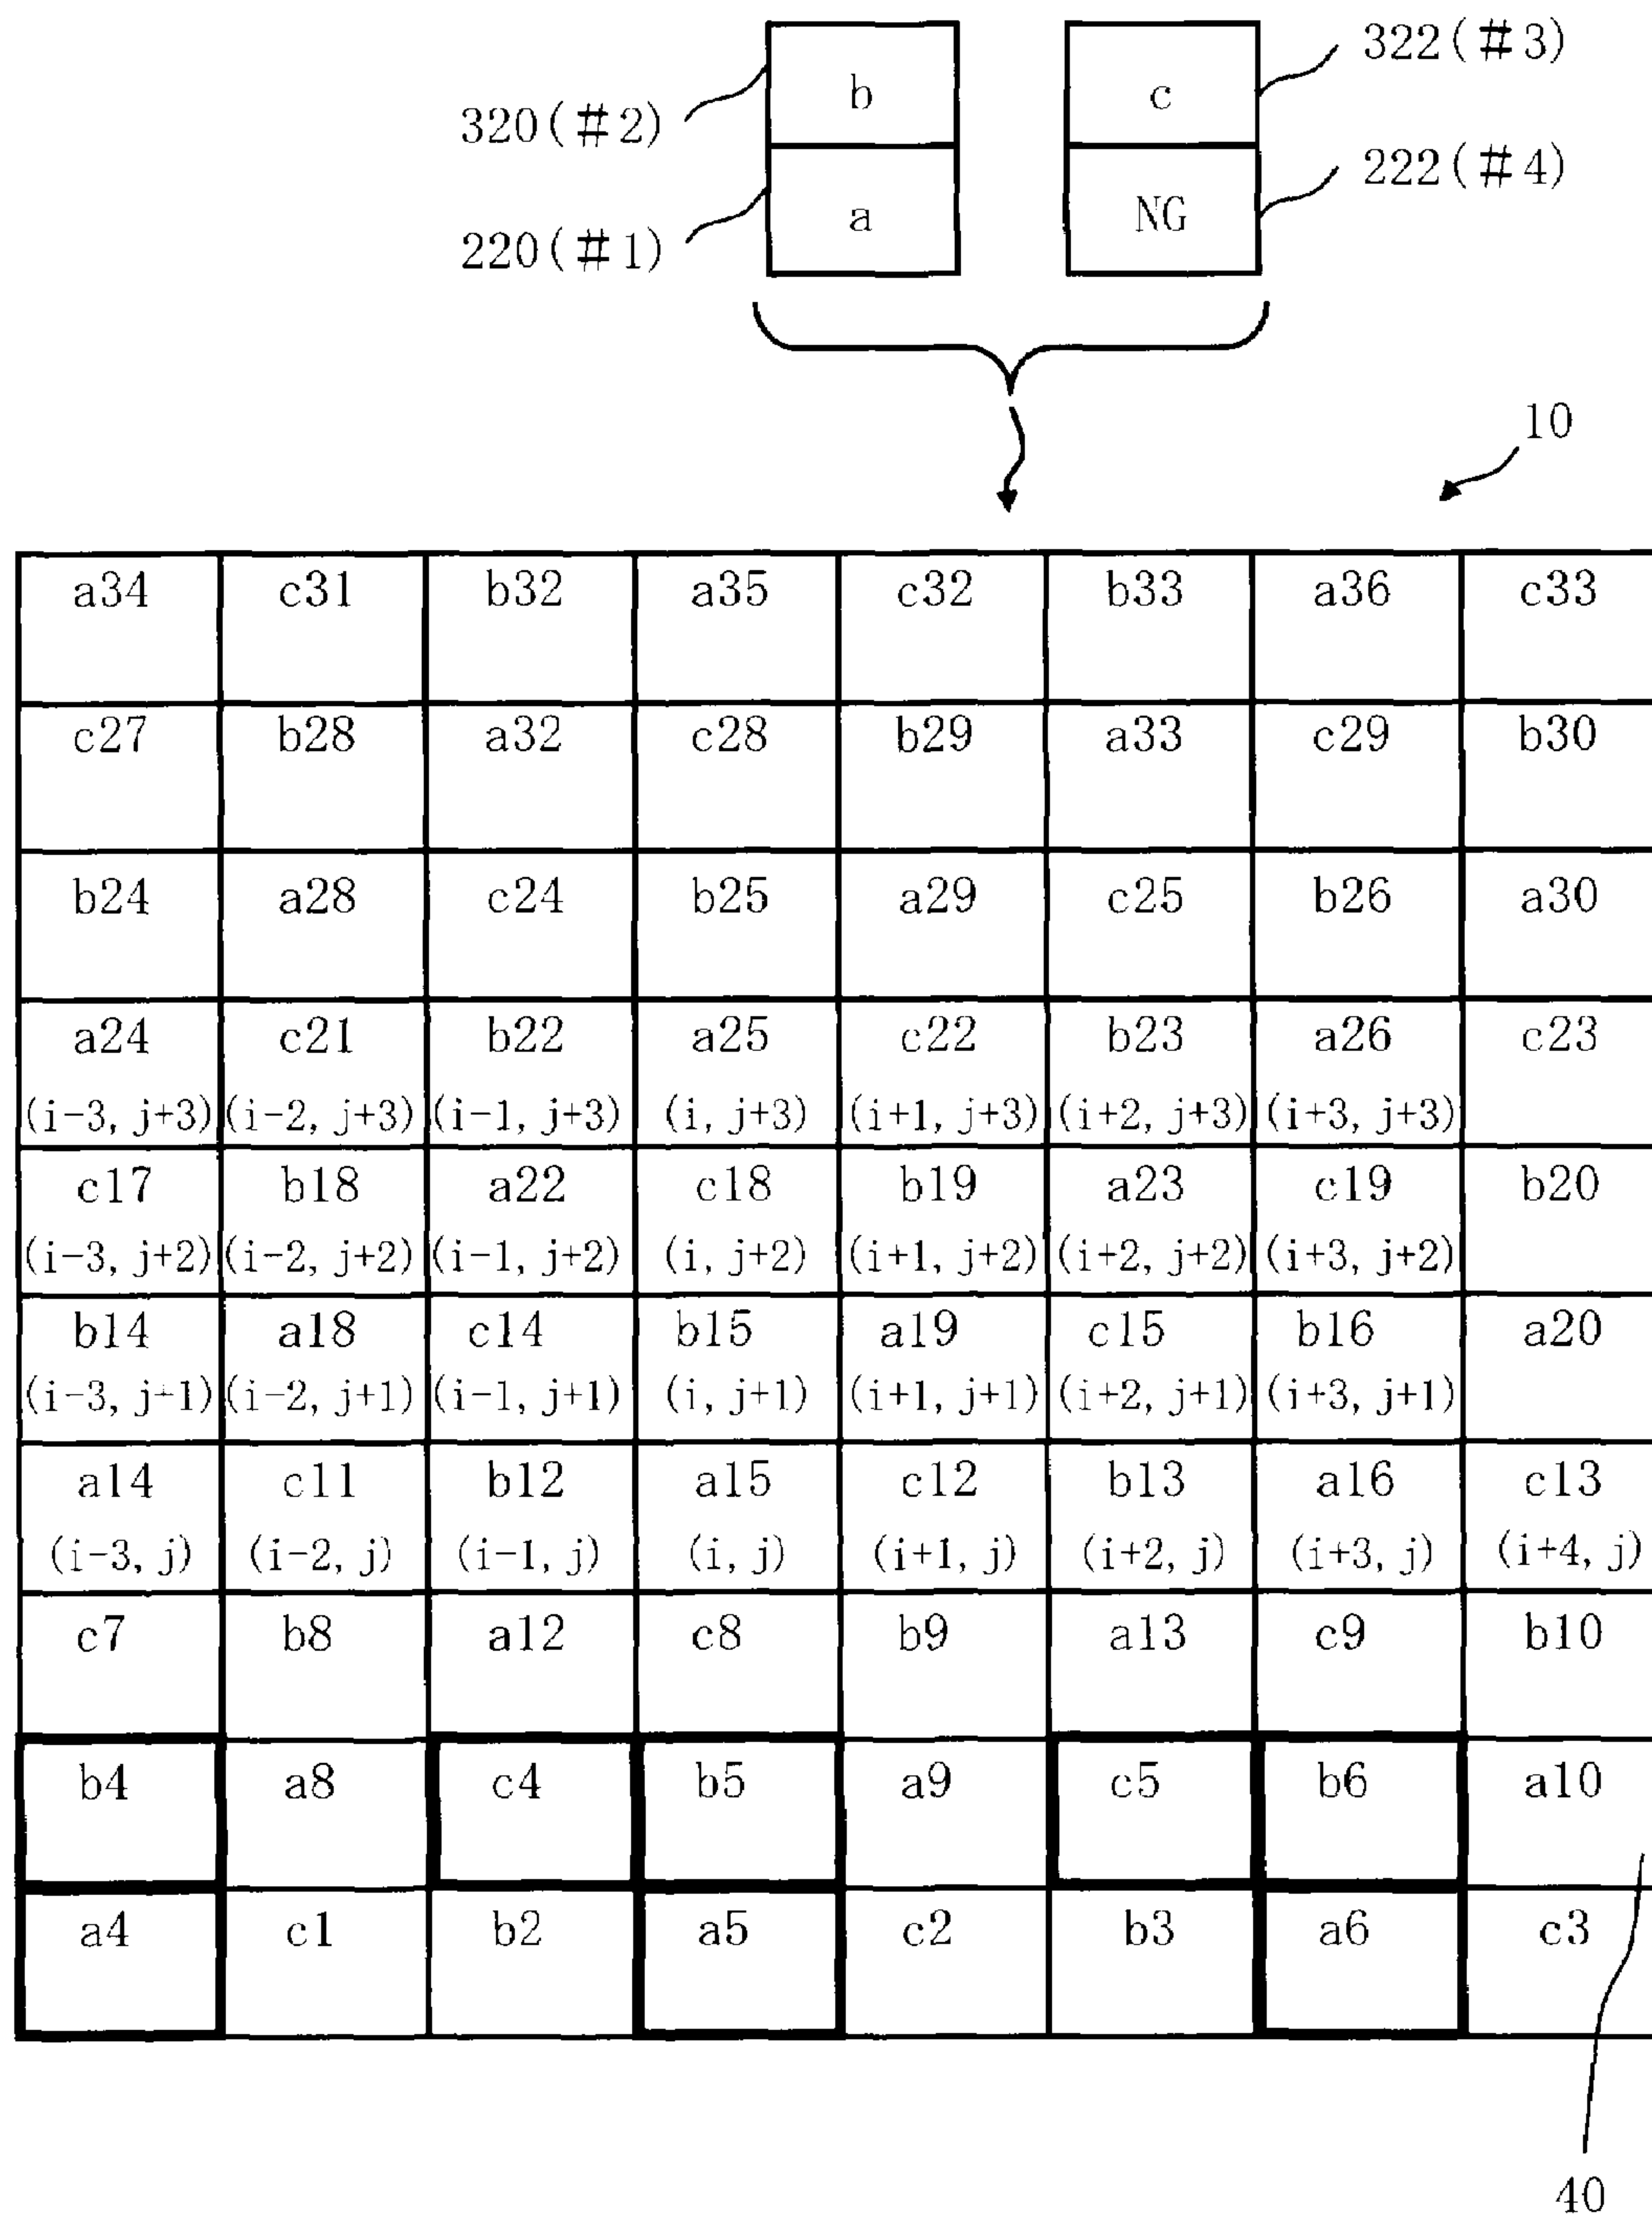 b c 322(#3)
320(#2)
a NG 222(#4)
220(#1)
10
a34 c31 b32 a35 c32 b33 a36 c33
c27 b28 a32 c28 b29 a33 c29 b30
b24 a28 c24 b25 a29 c25 b26 a30
a24 c21 b22 a25 c22 b23 a26 c23
(i-3, j+3) (i-2, j+3) (i-1, j+3) (i, j+3) (i+1, j+3) (i+2, j+3) (i+3, j+3)
c17 b18 a22 c18 b19 a23 c19 b20
(i-3, j+2) (i-2, j+2) (i-1, j+2) (i, j+2) (i+1, j+2) (i+2, j+2) (i+3, j+2)
b14 a18 c14 b15 a19 c15 b16 a20
(i-3, j+1) (i-2, j+1) (i-1, j+1) (i, j+1) (i+1, j+1) (i+2, j+1) (i+3, j+1)
a14 c11 b12 a15 c12 b13 a16 c13
(i-3, j) (i-2, j) (i-1, j) (i, j) (i+1, j) (i+2, j) (i+3, j) (i+4, j)
c7 b8 a12 c8 b9 a13 c9 b10
b4 a8 c4 b5 a9 c5 b6 a10
a4 c1 b2 a5 c2 b3 a6 c3
40